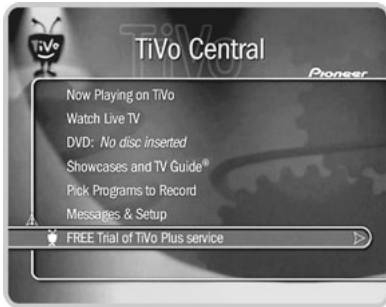 TiVo
TiVo Central
Pioneer
Now Playing on TiVo
Watch Live TV
DVD: No disc inserted
Showcases and TV Guide®
Pick Programs to Record
Messages & Setup
FREE Trial of TiVo Plus service